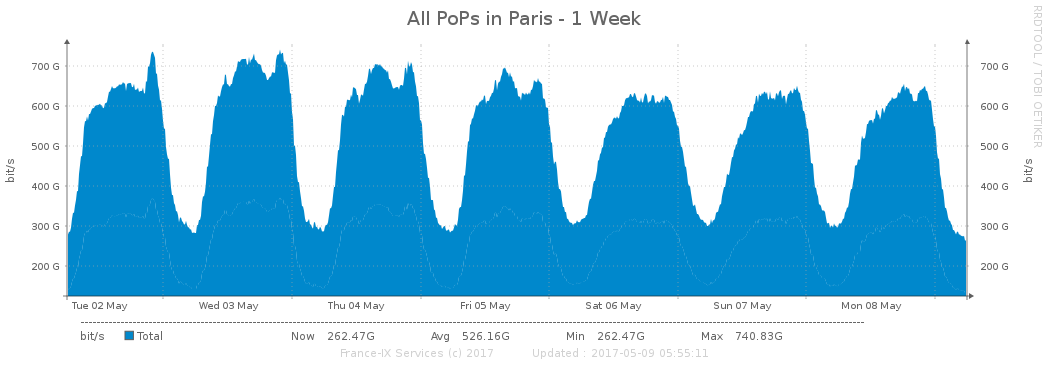 All PoPs in Paris - 1 Week
RRDTOOL / TOBI OETIKER
bit/s
700 G
600 G
500 G
400 G
300 G
200 G
700 G
600 G
500 G
400 G
300 G
200 G
bit/s
Tue 02 May Wed 03 May Thu 04 May Fri 05 May Sat 06 May Sun 07 May Mon 08 May
bit/s Total Now 262.47G Avg 526.16G Min 262.47G Max 740.83G
France-IX Services (c) 2017 Updated : 2017-05-09 05:55:11